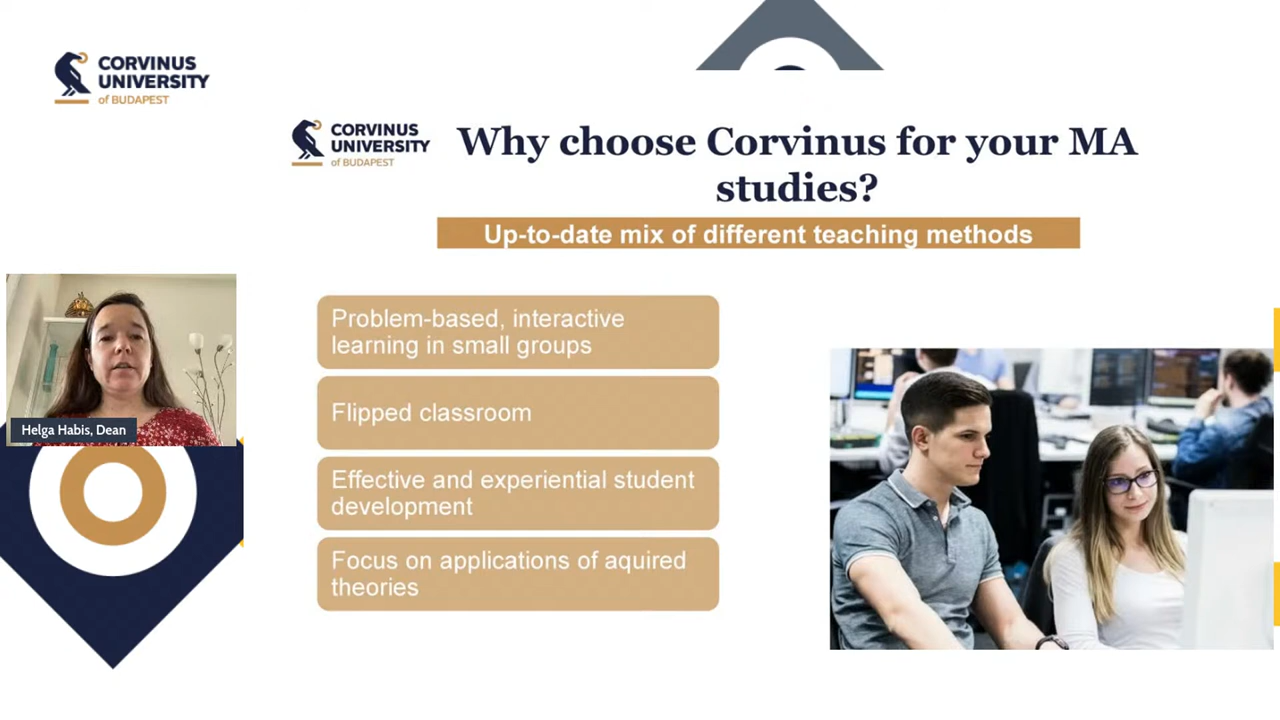 CORVINUS
UNIVERSITY
of BUDAPEST
CORVINUS
UNIVERSITY
of BUDAPEST
Why choose Corvinus for your MA
studies?
Up-to-date mix of different teaching methods
Problem-based, interactive
learning in small groups
Flipped classroom
Effective and experiential student
development
Focus on applications of aquired
theories
Helga Habis, Dean